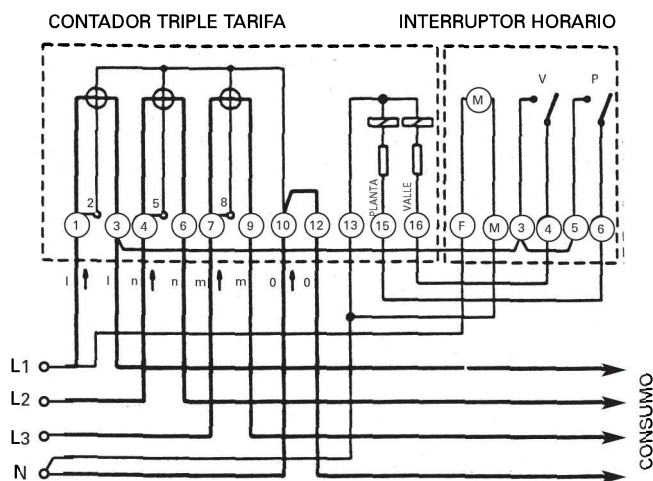 CONTADOR TRIPLE TARIFA
INTERRUPTOR HORARIO
V
P
M
2
5
8
PLANTA
VALLE
1
3
4
6
7
9
10
12
13
15
16
F
M
3
4
5
6
l
l
n
n
m
m
0
0
L1
L2
L3
N
CONSUMO